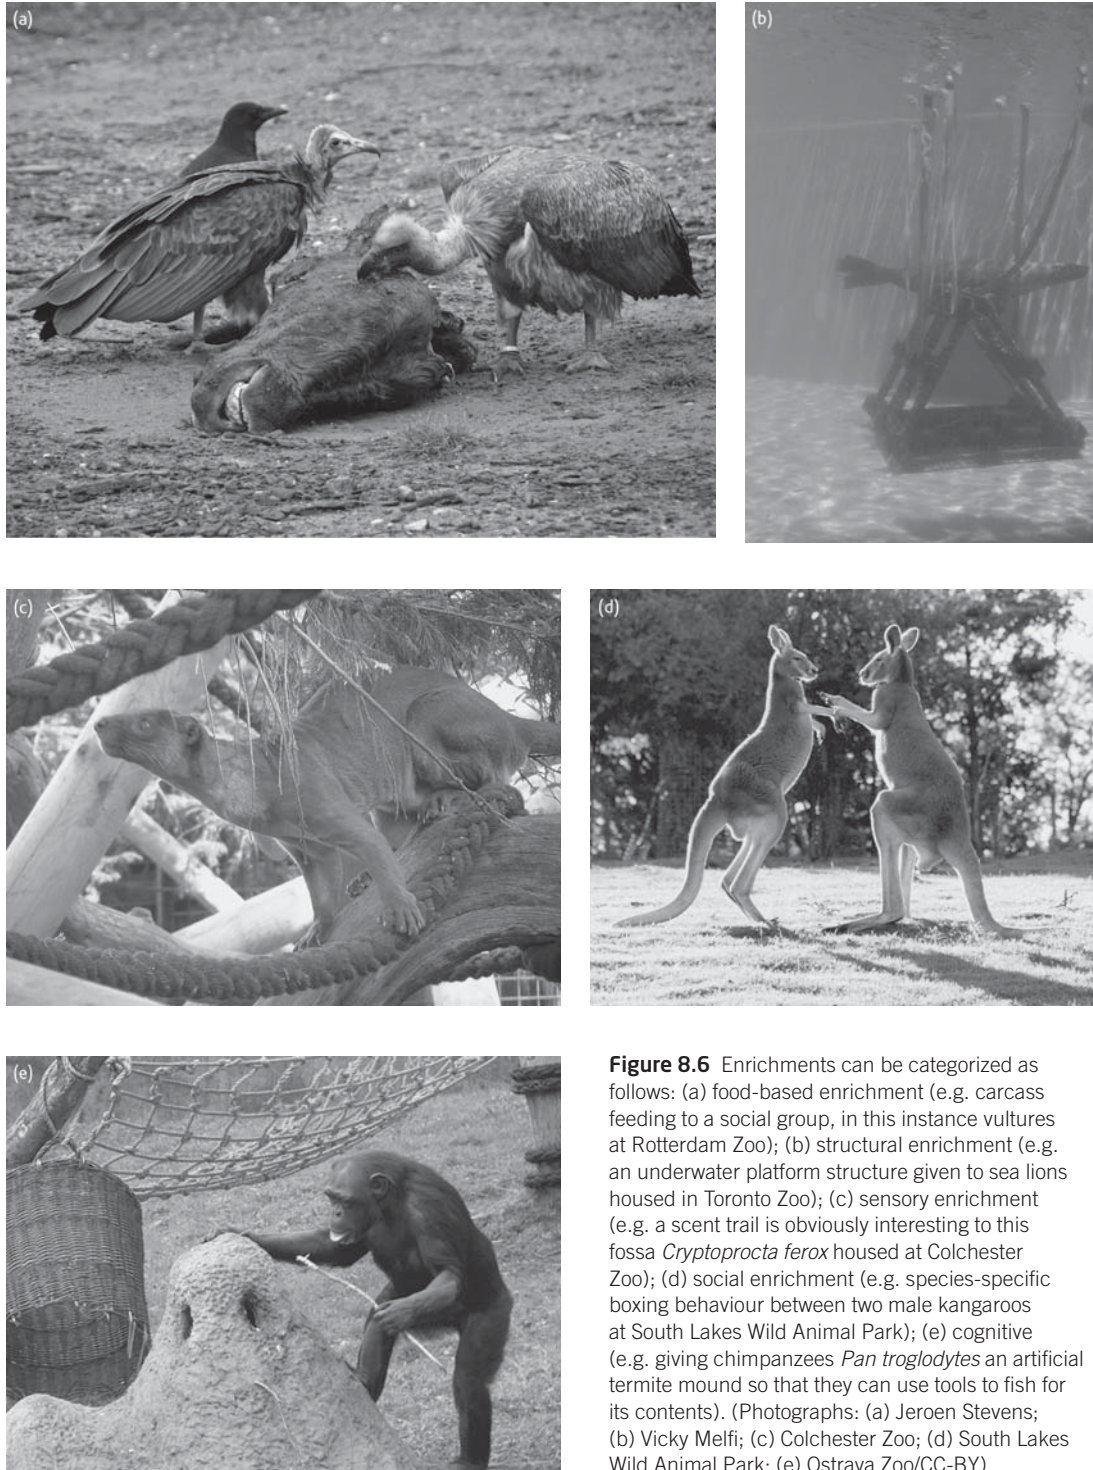 (a)
(b)
(c)
(d)
(e)
Figure 8.6 Enrichments can be categorized as
follows: (a) food-based enrichment (e.g. carcass
feeding to a social group, in this instance vultures
at Rotterdam Zoo); (b) structural enrichment (e.g.
an underwater platform structure given to sea lions
housed in Toronto Zoo); (c) sensory enrichment
(e.g. a scent trail is obviously interesting to this
fossa Cryptoprocta ferox housed at Colchester
Zoo); (d) social enrichment (e.g. species-specific
boxing behaviour between two male kangaroos
at South Lakes Wild Animal Park); (e) cognitive
(e.g. giving chimpanzees Pan troglodytes an artificial
termite mound so that they can use tools to fish for
its contents). (Photographs: (a) Jeroen Stevens;
(b) Vicky Melfi; (c) Colchester Zoo; (d) South Lakes
Wild Animal Park; (e) Ostrava Zoo/CC-BY)